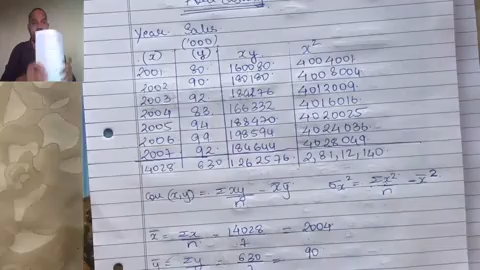 Year Sales
('000)
(x) (y) xy x²
2001 80 160080 4004001
2002 90 180180 4008004
2003 92 184276 4012009
2004 83 166332 4016016
2005 94 188470 4020025
2006 99 198594 4024036
2007 92 184644 4028049
14028 630 1262576 2,81,12,140
cov (x,y) = Σxy/n - x̄ȳ σx² = Σx²/n - x̄²
x̄ = Σx/n = 14028/7 = 2004
ȳ = Σy/n = 630/7 = 90